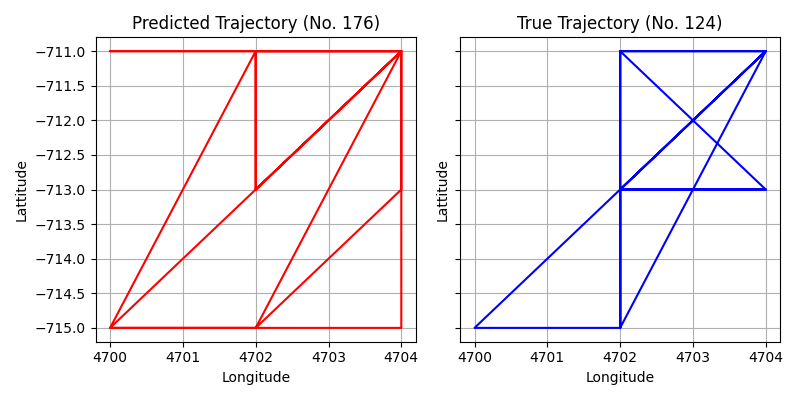 Predicted Trajectory (No. 176)
True Trajectory (No. 124)
−711.0
−711.5
−712.0
−712.5
−713.0
−713.5
−714.0
−714.5
−715.0
Lattitude
Lattitude
4700 4701 4702 4703 4704
4700 4701 4702 4703 4704
Longitude
Longitude